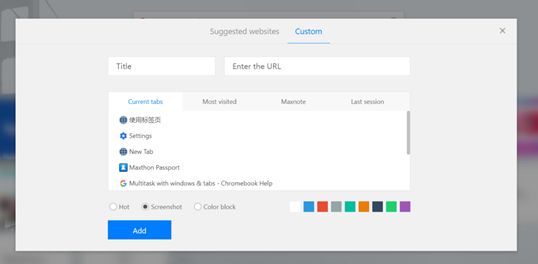 Suggested websites Custom
Title Enter the URL
Current tabs Most visited Maxnote Last session
使用标签页
Settings
New Tab
Maxthon Passport
Multitask with windows & tabs - Chromebook Help
Hot Screenshot Color block
Add